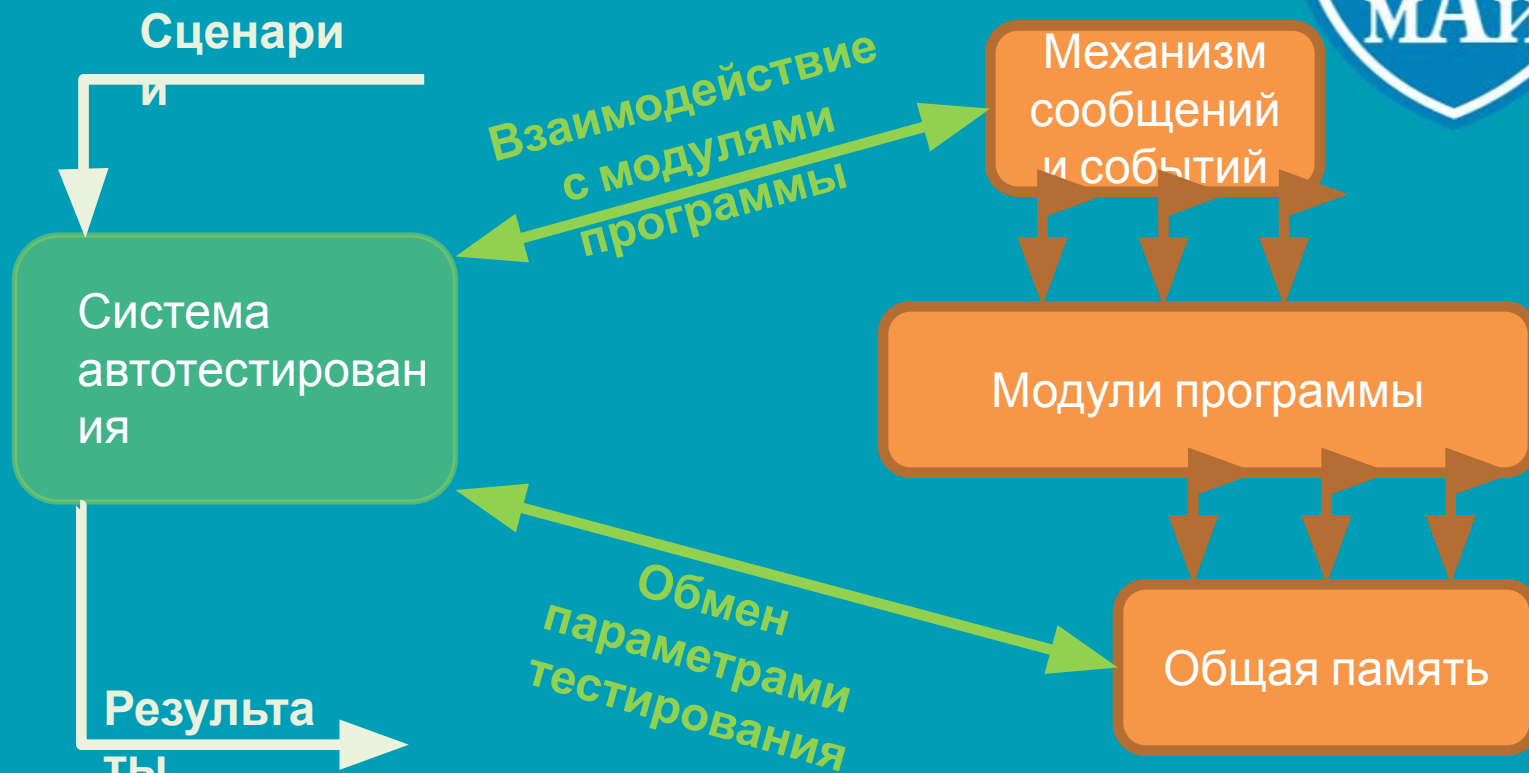 Сценари
и
Взаимодействие
с модулями
программы
Механизм
сообщений
и событий
МАИ
Система
автотестирован
ия
Модули программы
Обмен
параметрами
тестирования
Общая память
Результа
ты